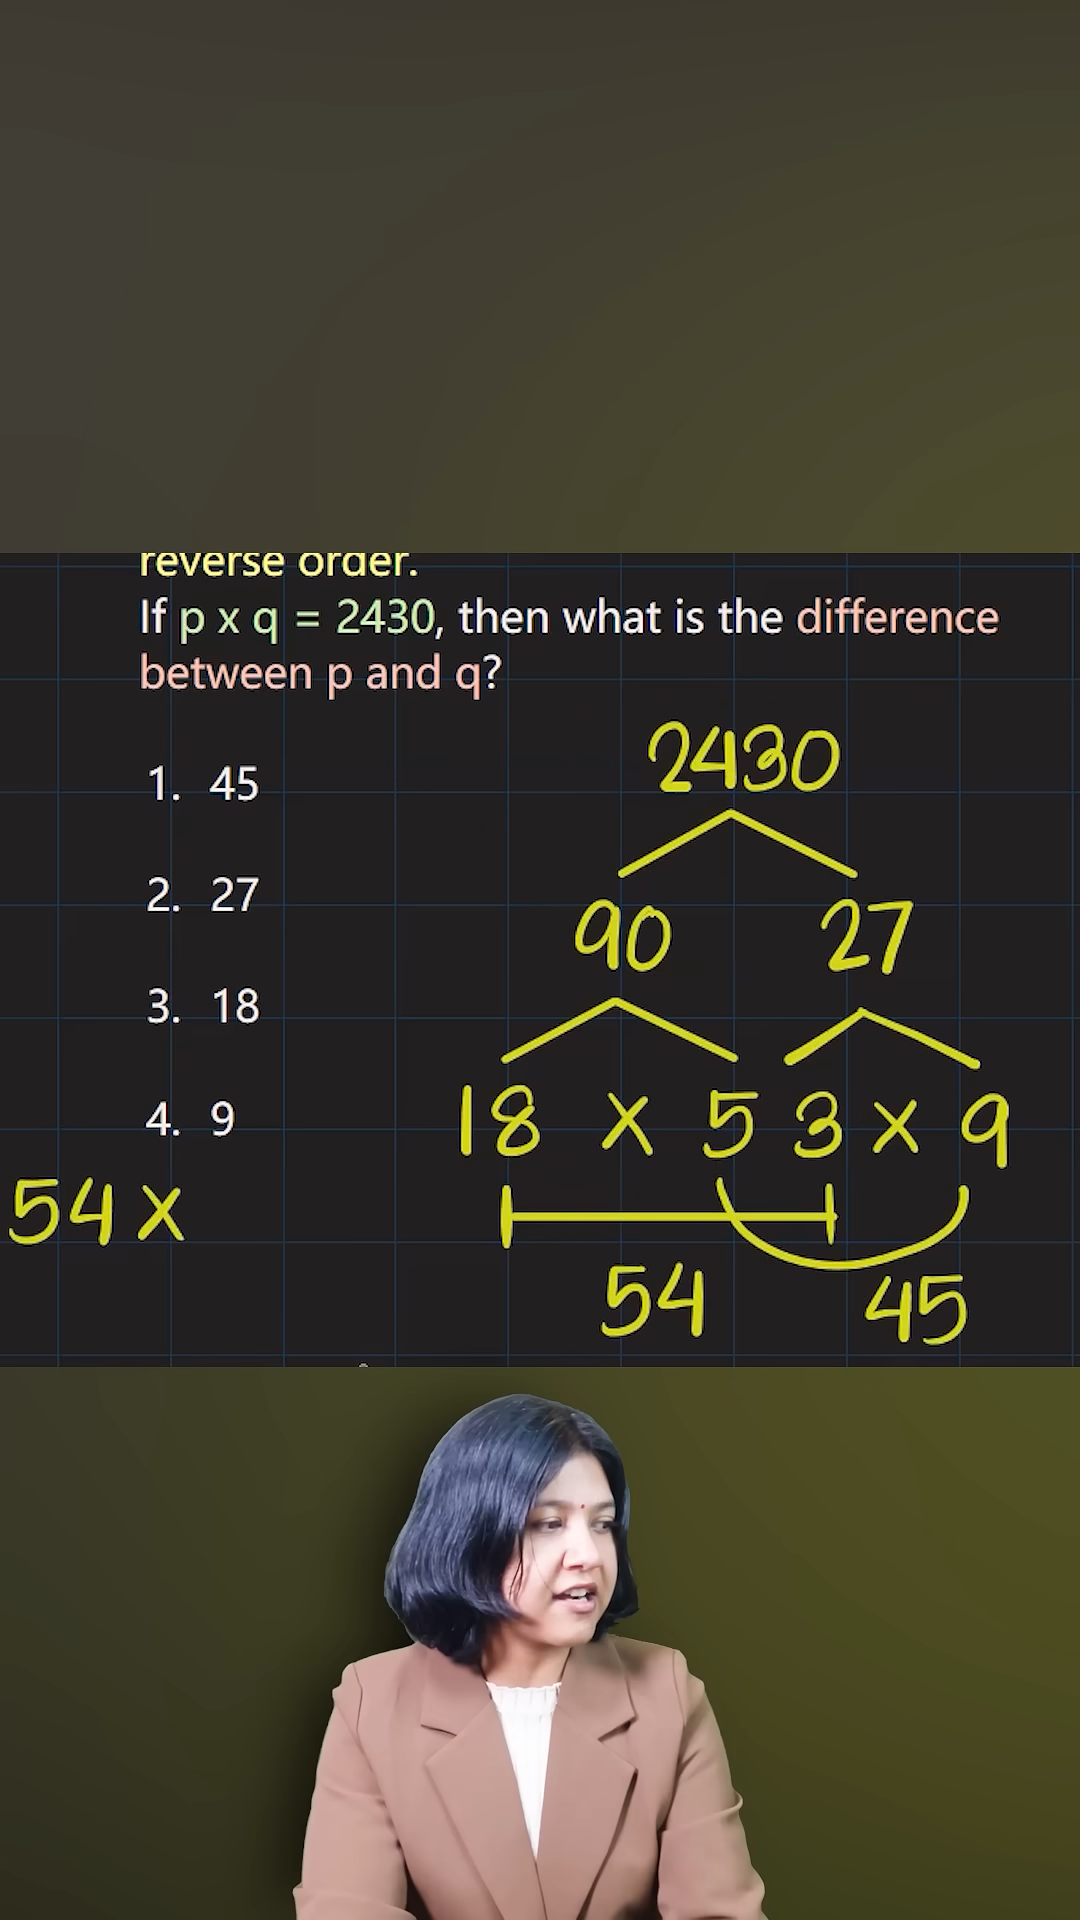 reverse order.
If p x q = 2430, then what is the difference
between p and q?
2430
1. 45
90 27
2. 27
3. 18
18 x 5 3 x 9
4. 9
54 x
54 45